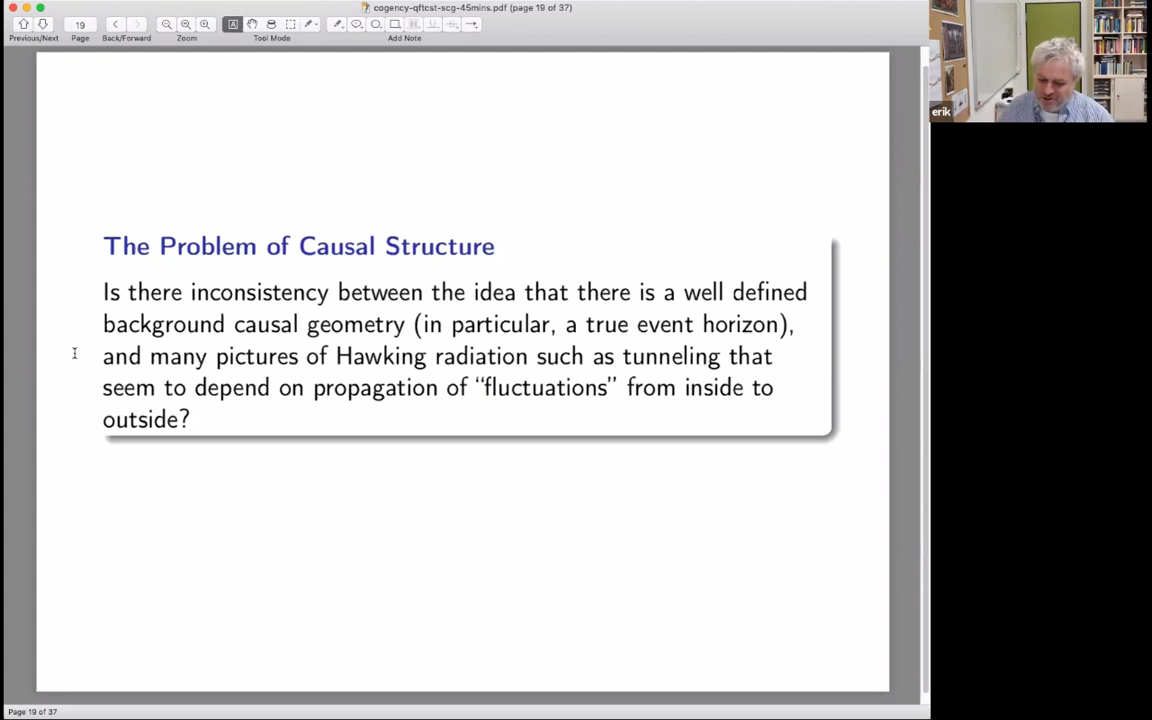 cogency-qftcst-scg-45mins.pdf (page 19 of 37)
19
Previous/Next
Page
Back/Forward
Zoom
Tool Mode
Add Note
erik
The Problem of Causal Structure
Is there inconsistency between the idea that there is a well defined
background causal geometry (in particular, a true event horizon),
and many pictures of Hawking radiation such as tunneling that
seem to depend on propagation of “fluctuations” from inside to
outside?
Page 19 of 37